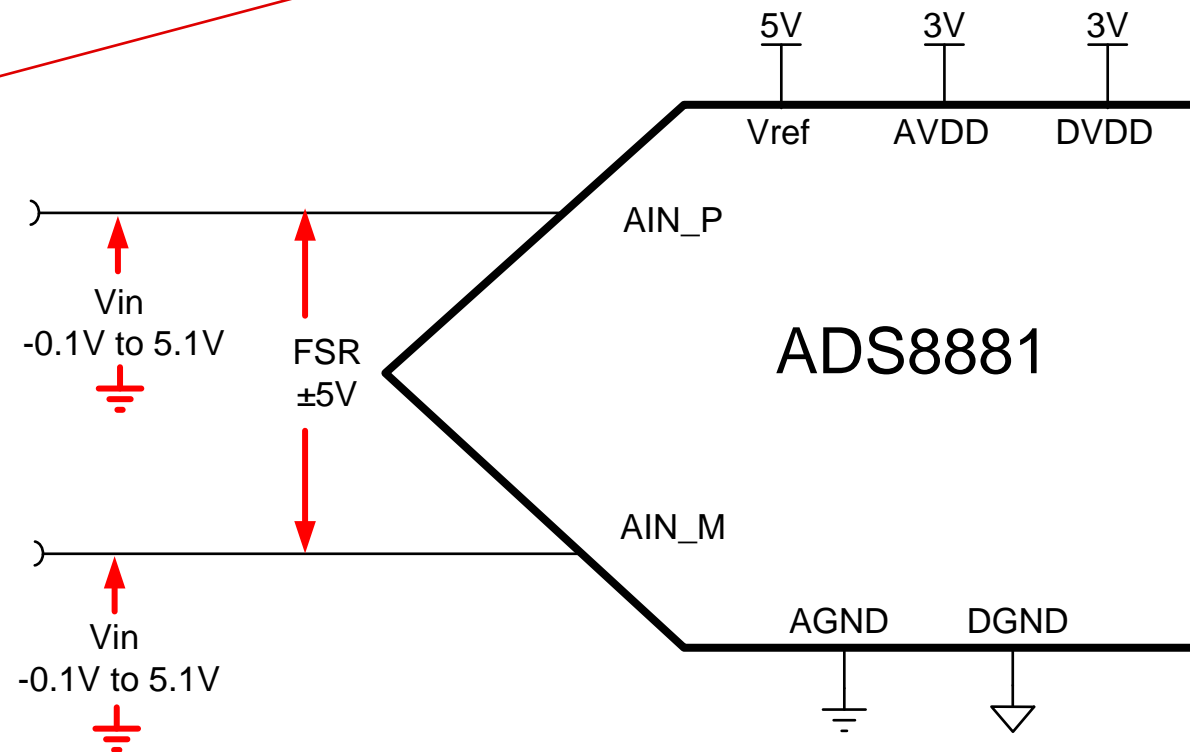 5V
3V
3V
Vref
AVDD
DVDD
AIN_P
Vin
-0.1V to 5.1V
FSR
±5V
ADS8881
AIN_M
Vin
-0.1V to 5.1V
AGND
DGND